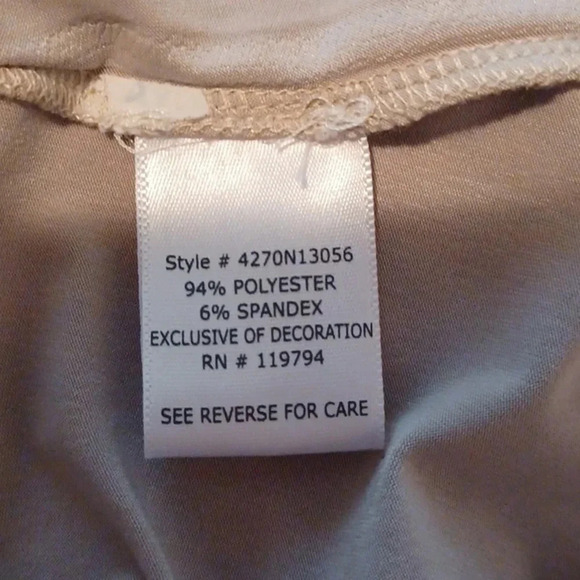 Style # 4270N13056
94% POLYESTER
6% SPANDEX
EXCLUSIVE OF DECORATION
RN # 119794
SEE REVERSE FOR CARE